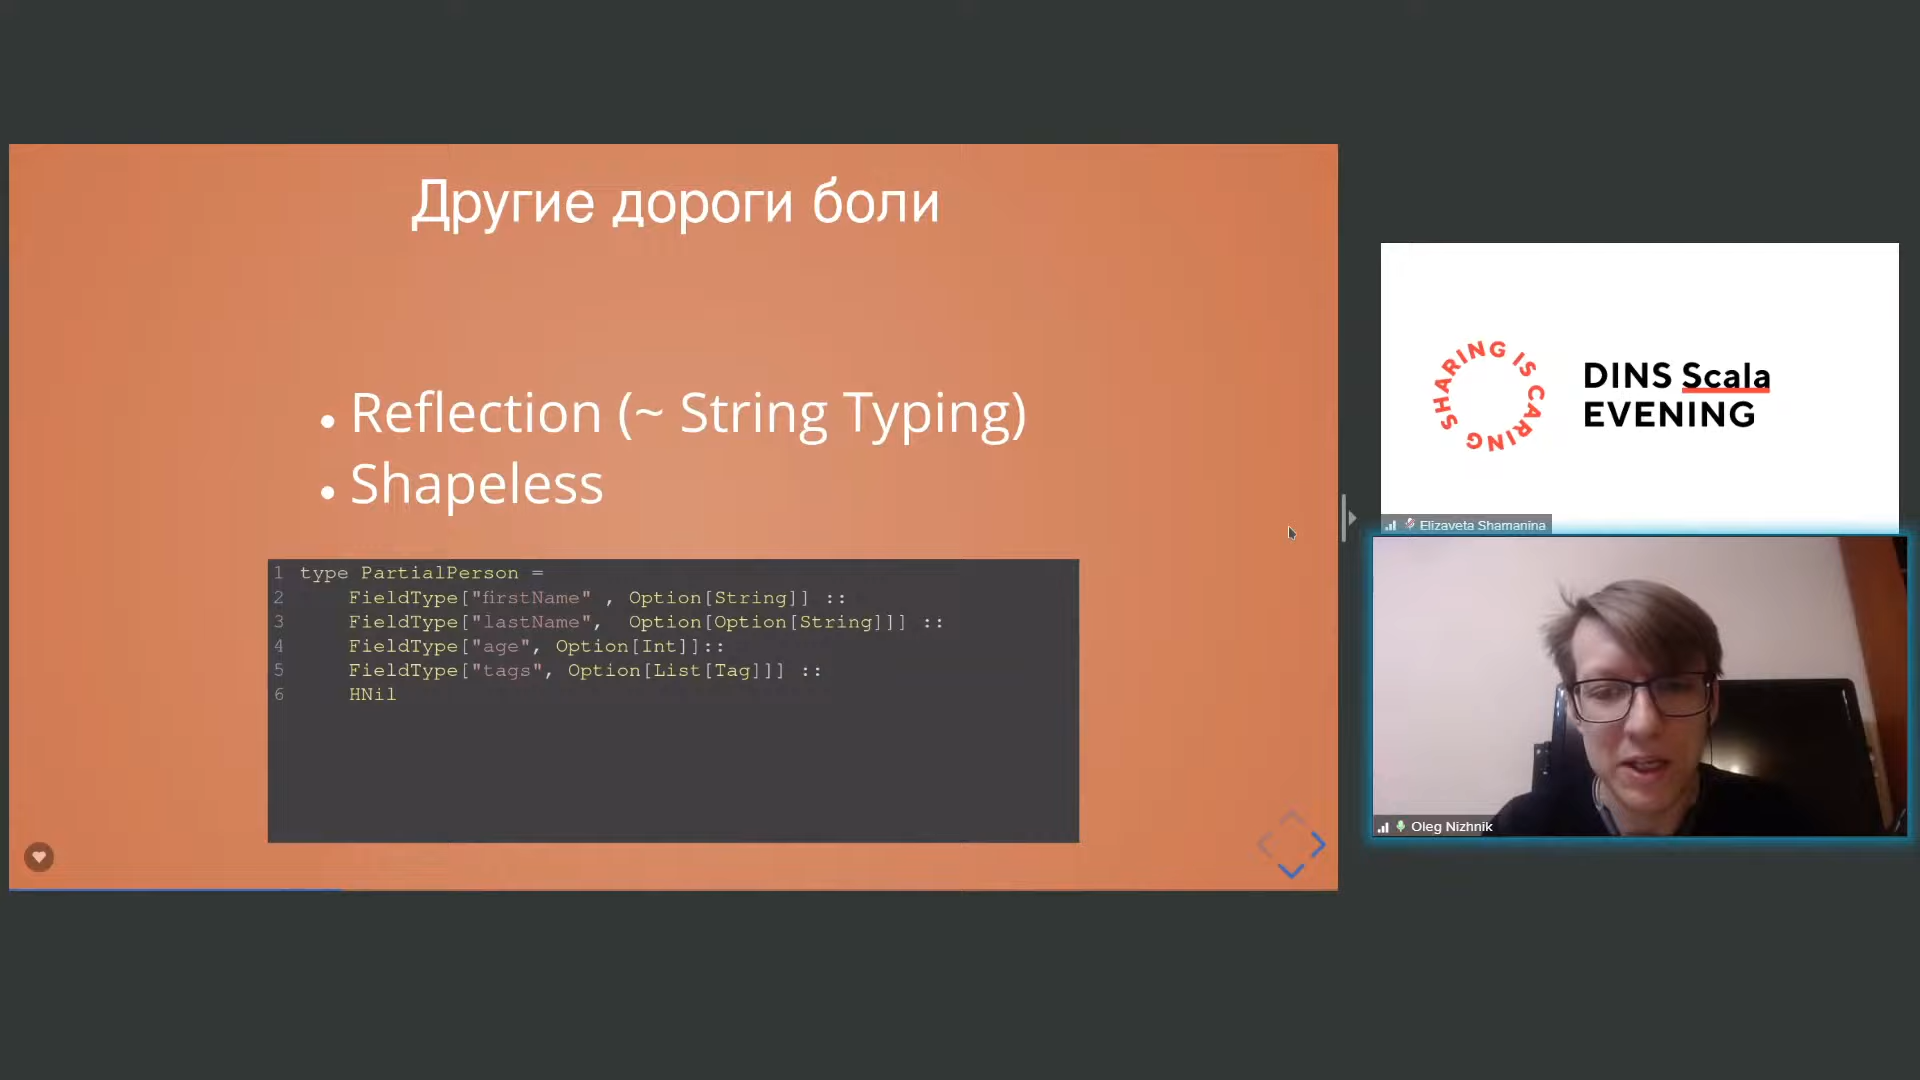 Другие дороги боли
• Reflection (~ String Typing)
• Shapeless
1 type PartialPerson =
2 FieldType["firstName" , Option[String]] ::
3 FieldType["lastName", Option[Option[String]]] ::
4 FieldType["age", Option[Int]]::
5 FieldType["tags", Option[List[Tag]]] ::
6 HNil
SHARING IS CARING
DINS Scala
EVENING
Elizaveta Shamanina
Oleg Nizhnik